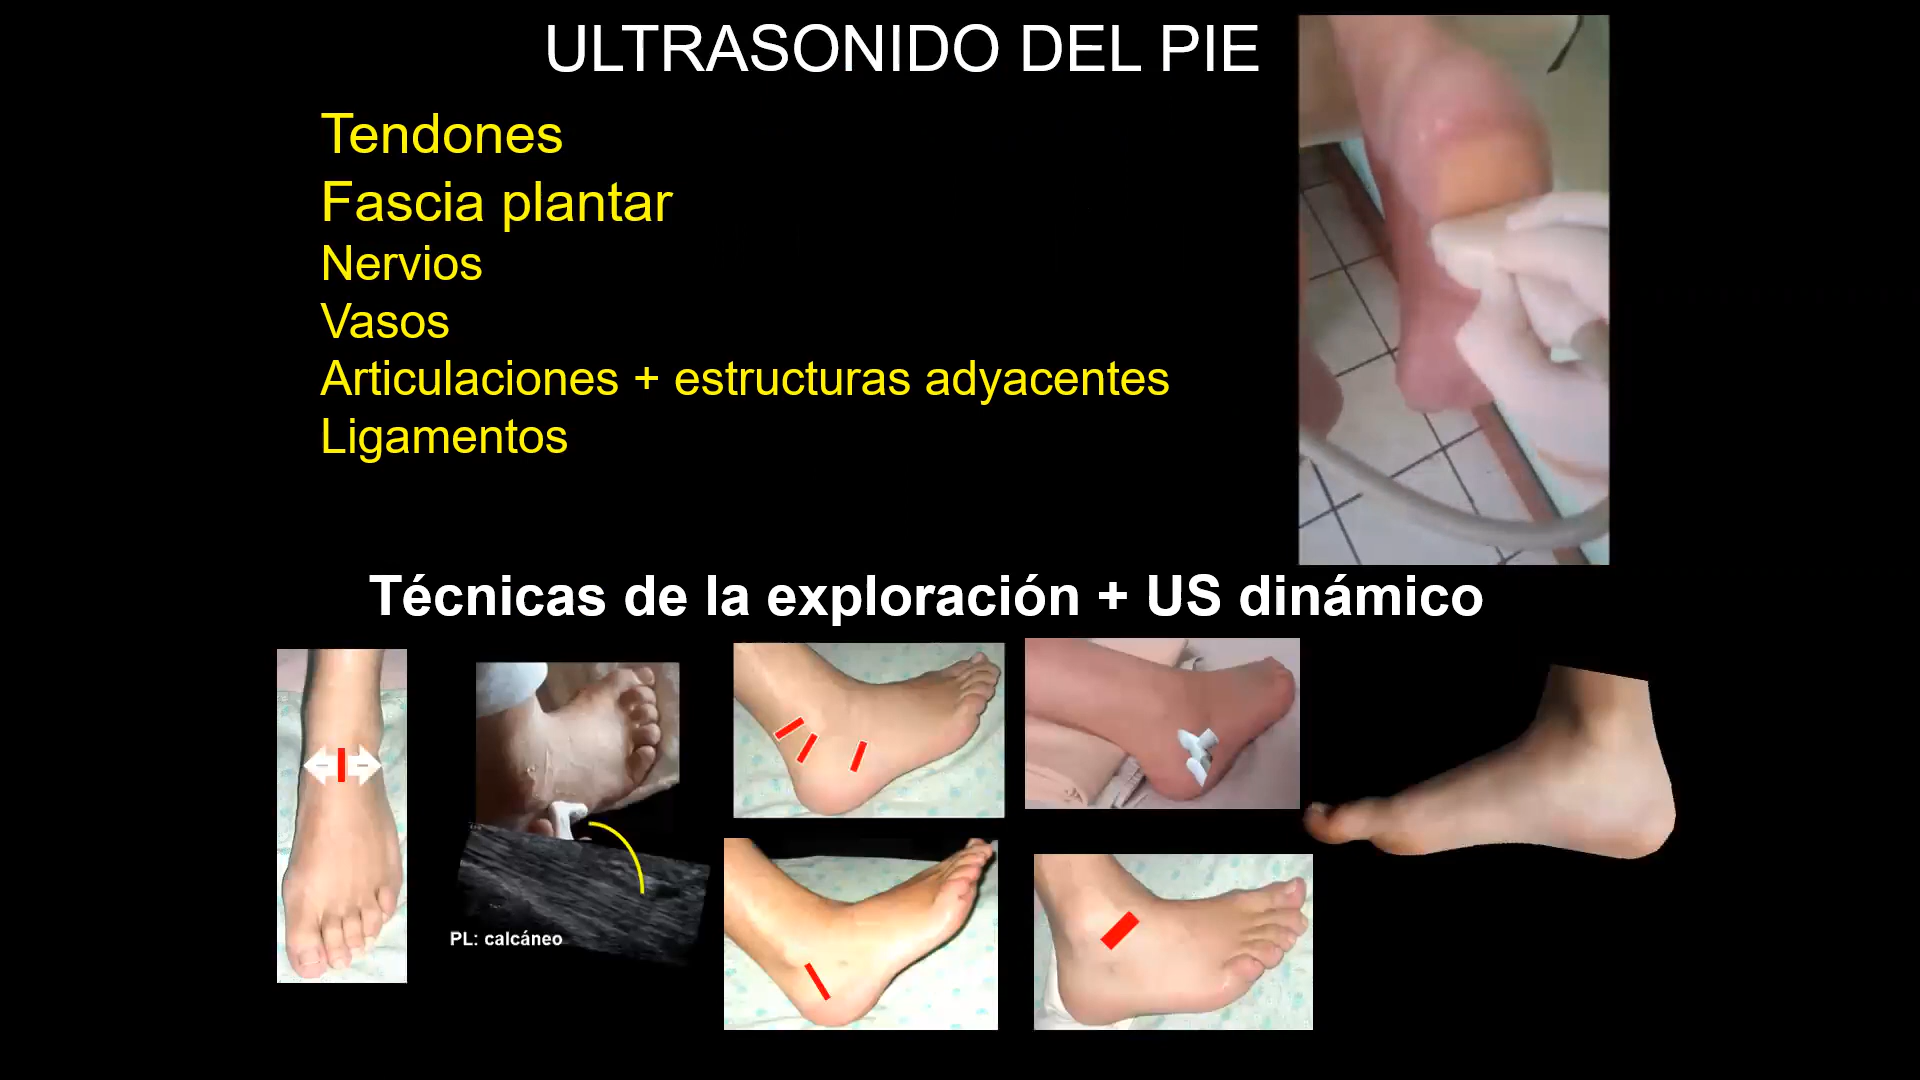 ULTRASONIDO DEL PIE
Tendones
Fascia plantar
Nervios
Vasos
Articulaciones + estructuras adyacentes
Ligamentos
Técnicas de la exploración + US dinámico
PL: calcáneo